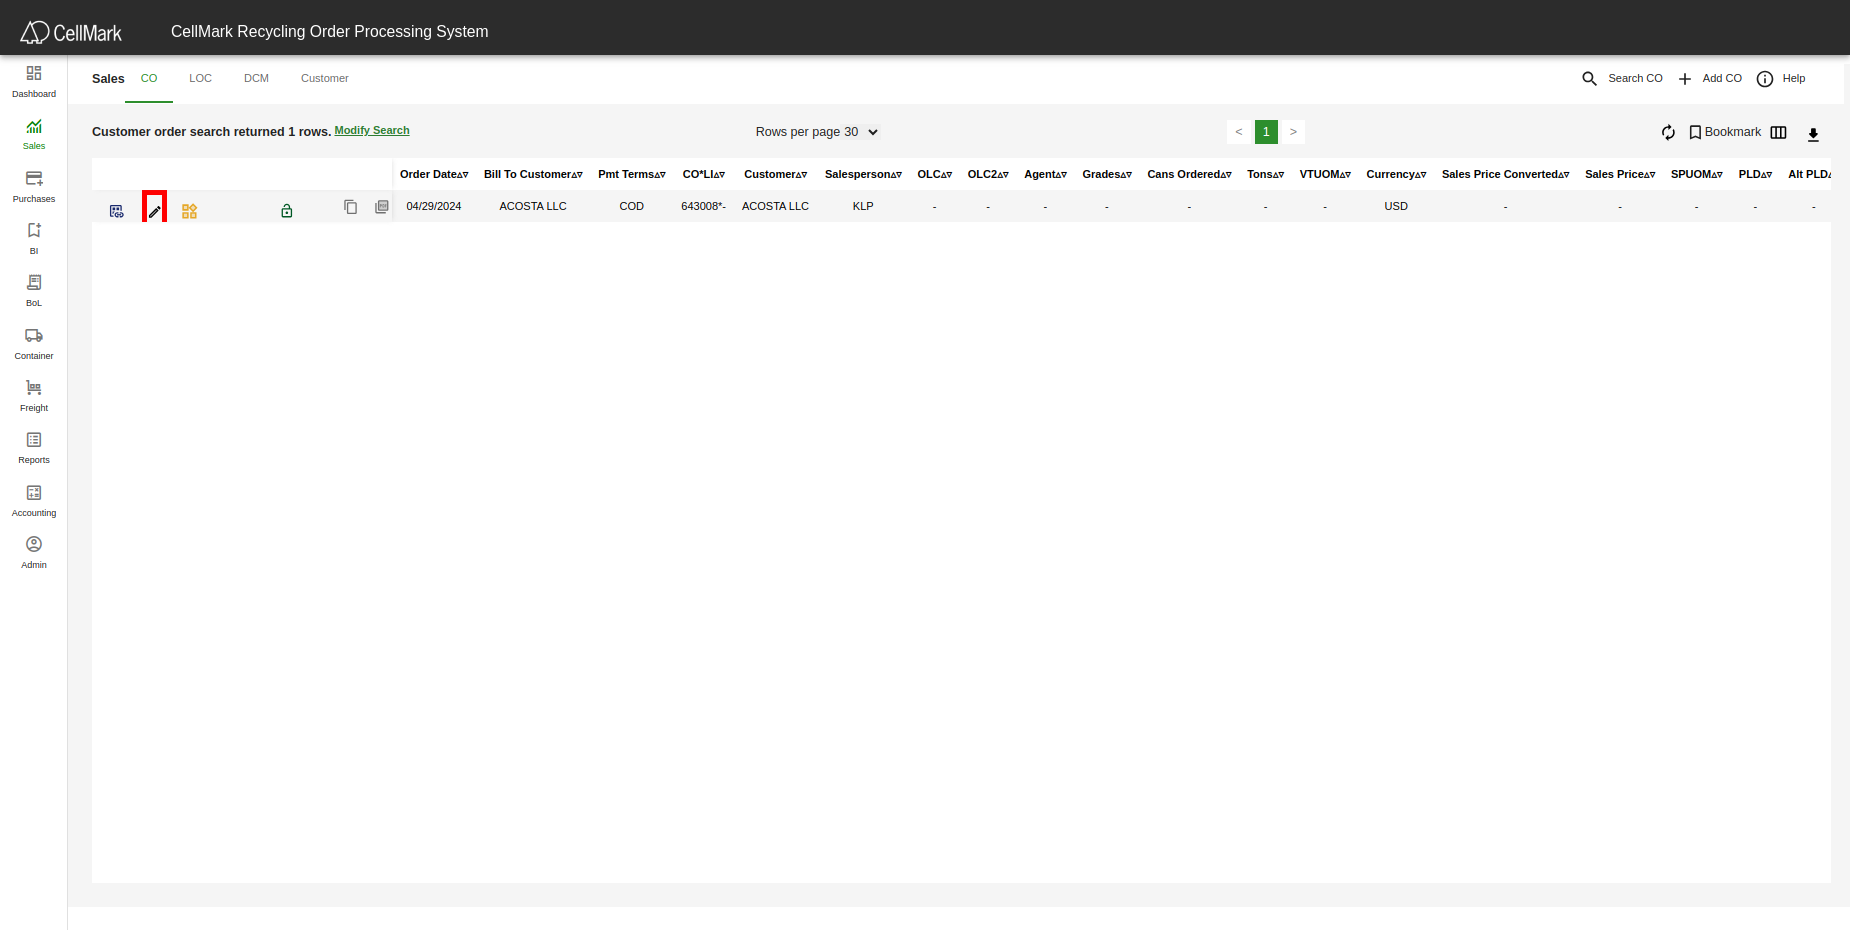 CellMark
CellMark Recycling Order Processing System
Dashboard
Sales
Purchases
BI
BoL
Container
Freight
Reports
Accounting
Admin
Sales CO LOC DCM Customer
Search CO Add CO Help
Customer order search returned 1 rows. Modify Search
Rows per page 30
< 1 >
Bookmark
Order Date Bill To Customer Pmt Terms CO*LI Customer Salesperson OLC OLC2 Agent Grades Cans Ordered Tons VTUOM Currency Sales Price Converted Sales Price SPUOM PLD Alt PLD
04/29/2024 ACOSTA LLC COD 643008*- ACOSTA LLC KLP - - - - - - - USD - - - - -